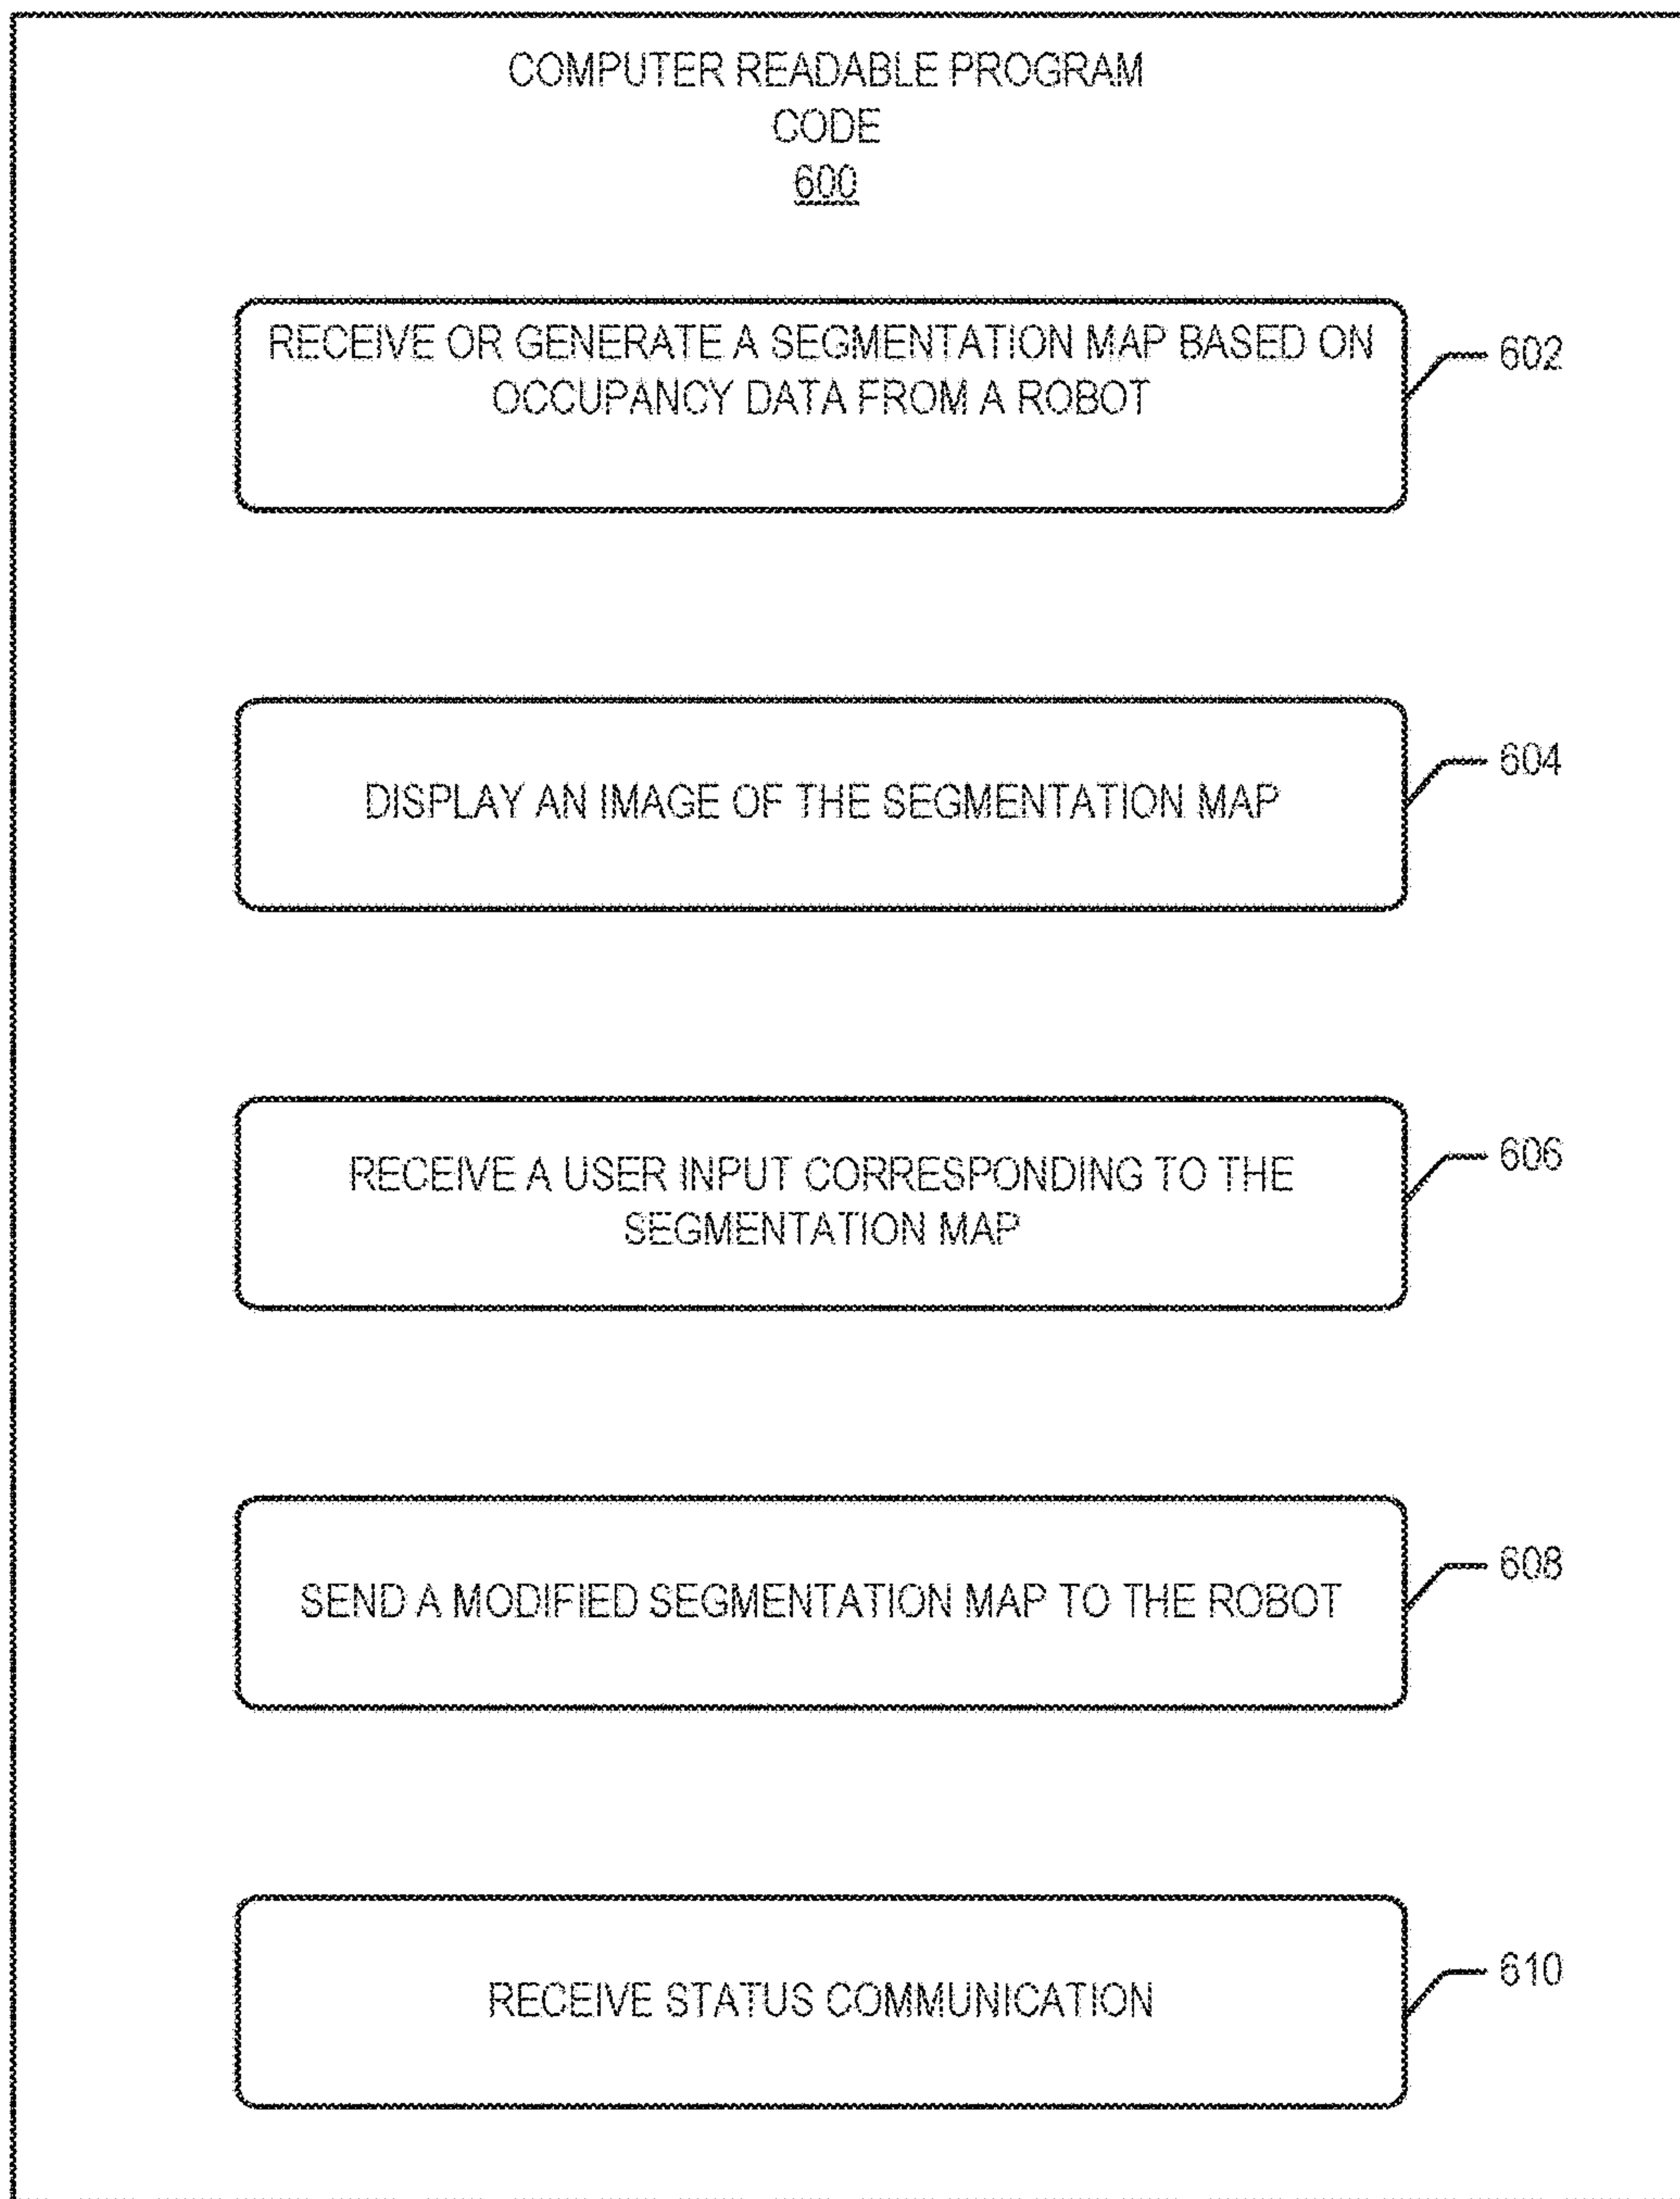 COMPUTER READABLE PROGRAM
CODE
600
RECEIVE OR GENERATE A SEGMENTATION MAP BASED ON
OCCUPANCY DATA FROM A ROBOT
602
DISPLAY AN IMAGE OF THE SEGMENTATION MAP
604
RECEIVE A USER INPUT CORRESPONDING TO THE
SEGMENTATION MAP
606
SEND A MODIFIED SEGMENTATION MAP TO THE ROBOT
608
RECEIVE STATUS COMMUNICATION
610